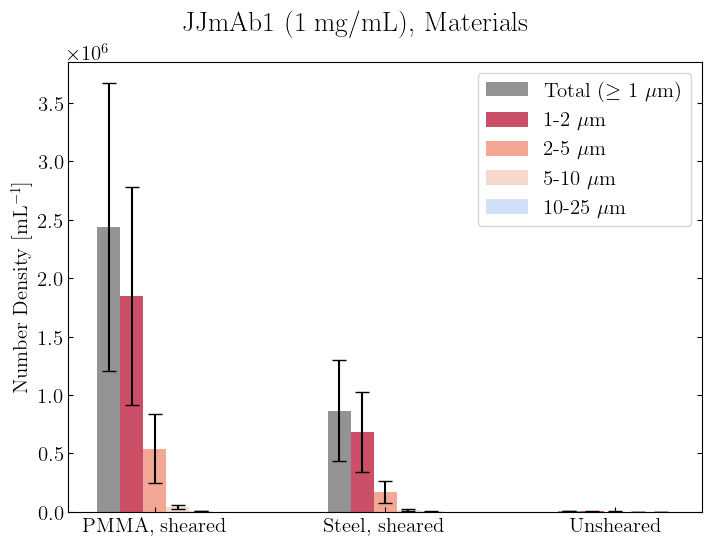 JJmAb1 (1 mg/mL), Materials
×10⁶
Number Density [mL⁻¹]
3.5
3.0
2.5
2.0
1.5
1.0
0.5
0.0
Total (≥ 1 μm)
1-2 μm
2-5 μm
5-10 μm
10-25 μm
PMMA, sheared
Steel, sheared
Unsheared